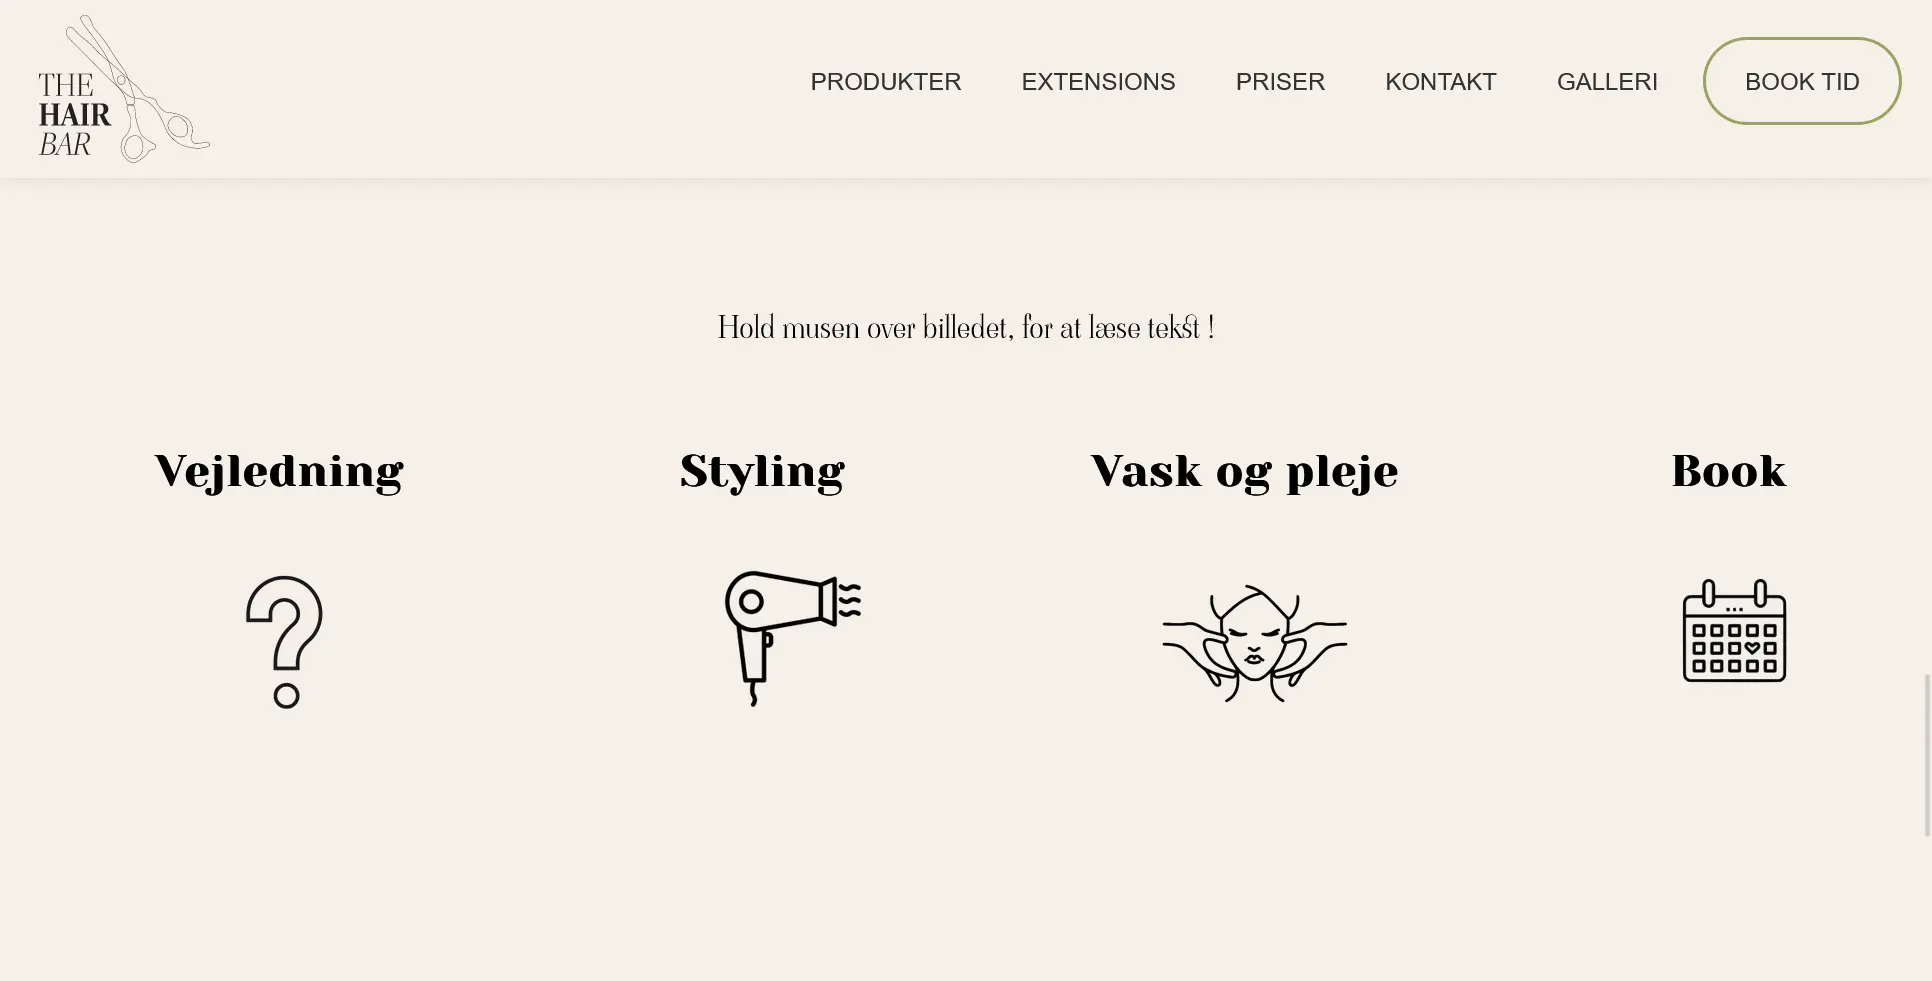 THE
HAIR
BAR
PRODUKTER EXTENSIONS PRISER KONTAKT GALLERI BOOK TID
Hold musen over billedet, for at læse tekst !
Vejledning Styling Vask og pleje Book